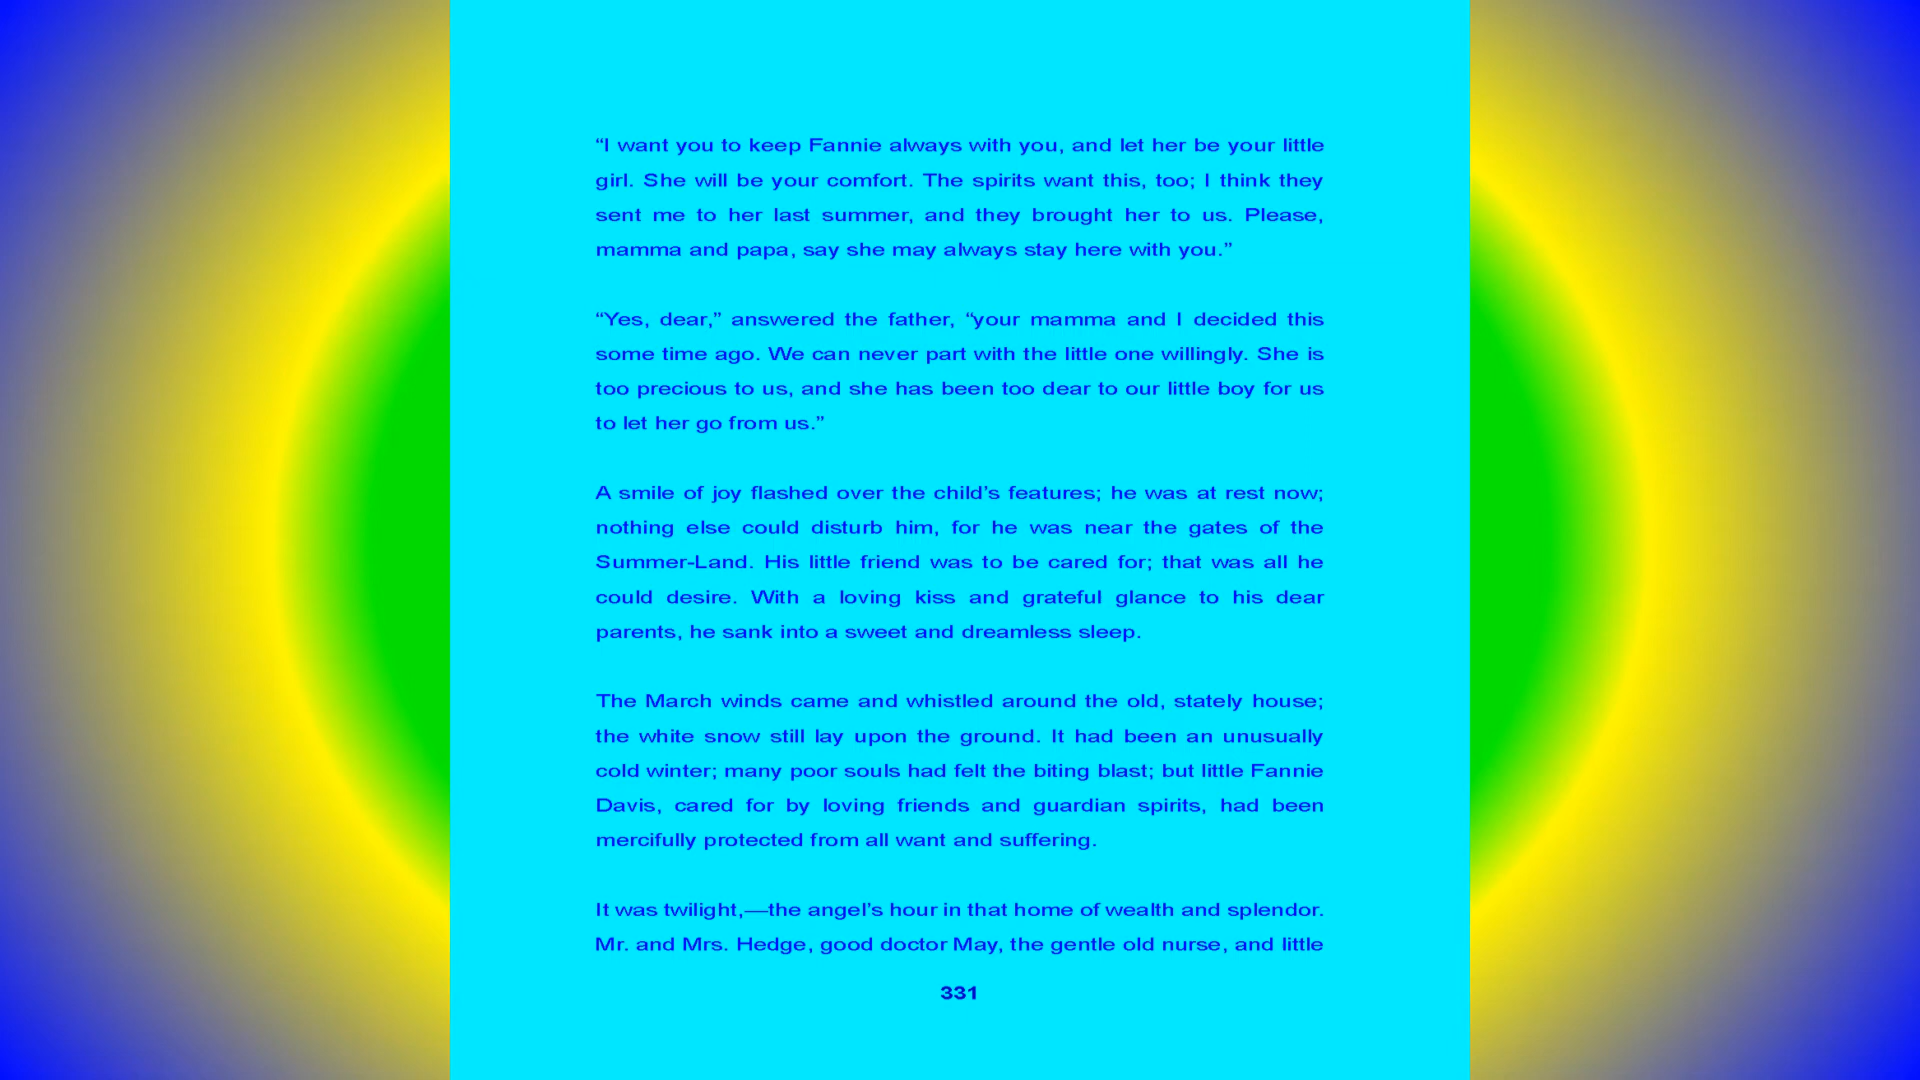 “I want you to keep Fannie always with you, and let her be your little
girl. She will be your comfort. The spirits want this, too; I think they
sent me to her last summer, and they brought her to us. Please,
mamma and papa, say she may always stay here with you.”
“Yes, dear,” answered the father, “your mamma and I decided this
some time ago. We can never part with the little one willingly. She is
too precious to us, and she has been too dear to our little boy for us
to let her go from us.”
A smile of joy flashed over the child’s features; he was at rest now;
nothing else could disturb him, for he was near the gates of the
Summer-Land. His little friend was to be cared for; that was all he
could desire. With a loving kiss and grateful glance to his dear
parents, he sank into a sweet and dreamless sleep.
The March winds came and whistled around the old, stately house;
the white snow still lay upon the ground. It had been an unusually
cold winter; many poor souls had felt the biting blast; but little Fannie
Davis, cared for by loving friends and guardian spirits, had been
mercifully protected from all want and suffering.
It was twilight,—the angel’s hour in that home of wealth and splendor.
Mr. and Mrs. Hedge, good doctor May, the gentle old nurse, and little
331